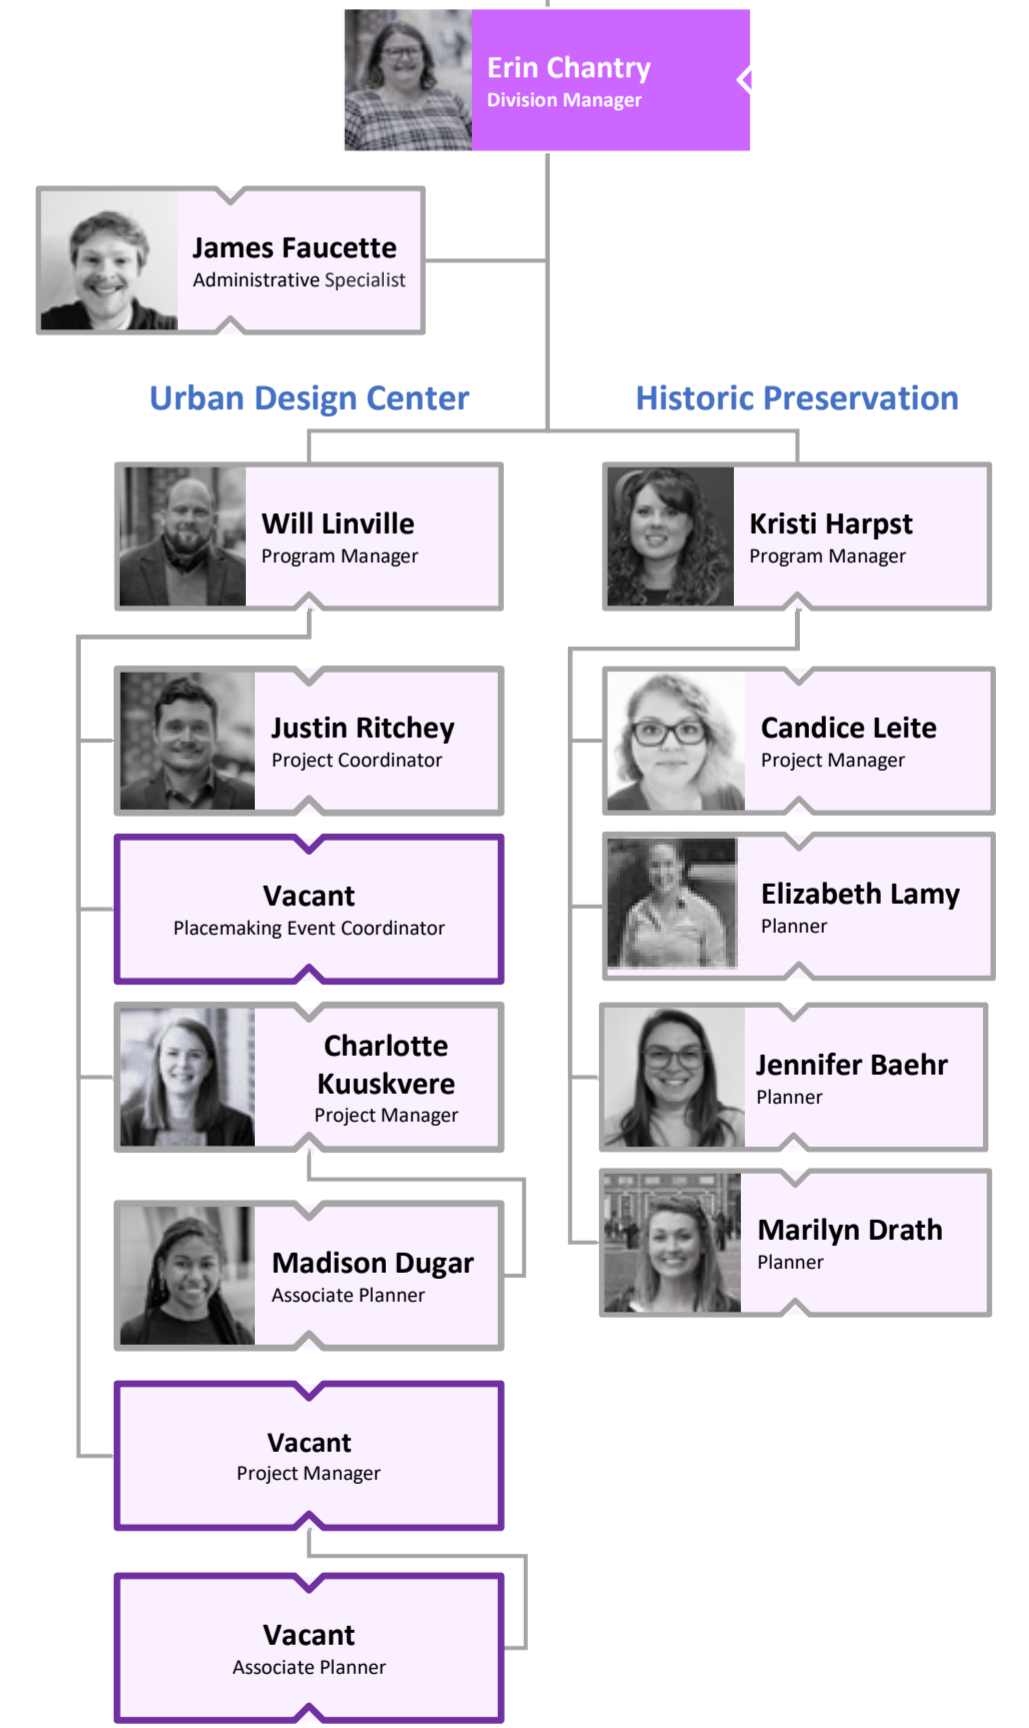 Erin Chantry
Division Manager
James Faucette
Administrative Specialist
Urban Design Center
Historic Preservation
Will Linville
Program Manager
Kristi Harpst
Program Manager
Justin Ritchey
Project Coordinator
Candice Leite
Project Manager
Vacant
Placemaking Event Coordinator
Elizabeth Lamy
Planner
Charlotte
Kuuskvere
Project Manager
Jennifer Baehr
Planner
Madison Dugar
Associate Planner
Marilyn Drath
Planner
Vacant
Project Manager
Vacant
Associate Planner